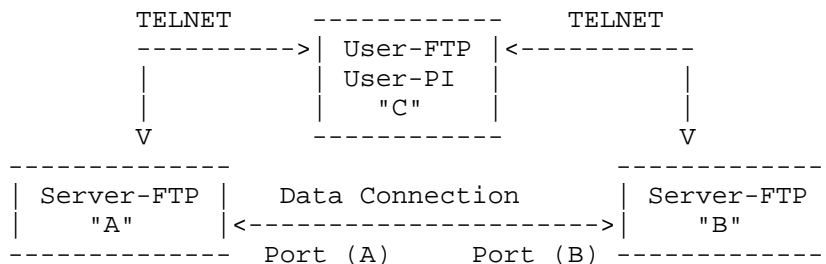 TELNET ------------ TELNET
---------->| User-FTP |<-----------
| | User-PI | |
| | "C" | |
V ------------ V
-------------- -------------
| Server-FTP | Data Connection | Server-FTP
| "A" |<---------------------->| "B"
-------------- Port (A) Port (B) -------------